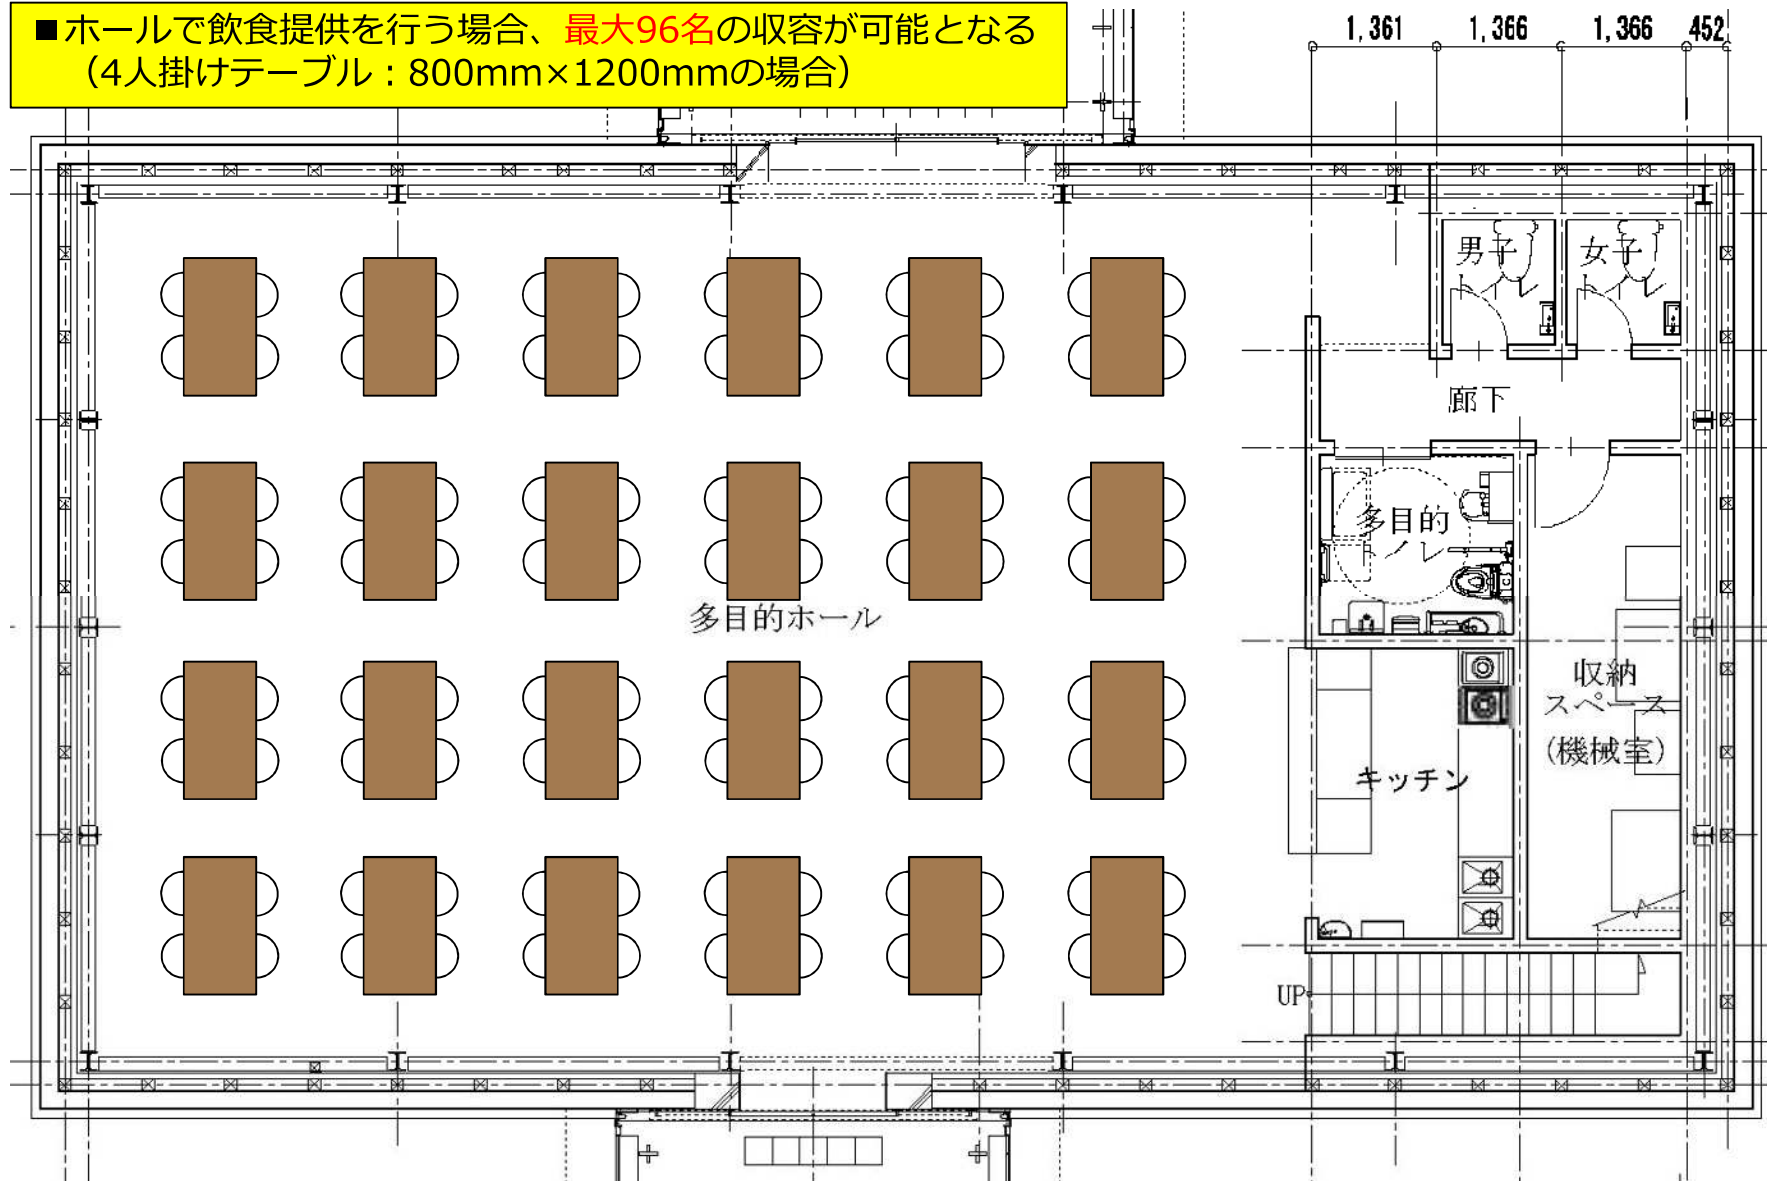 ■ホールで飲食提供を行う場合、最大96名の収容が可能となる
（4人掛けテーブル：800mm×1200mmの場合）
1,361 1,366 1,366 452
男子
トイレ
女子
トイレ
廊下
多目的
トイレ
多目的ホール
収納
スペース
(機械室)
キッチン
UP